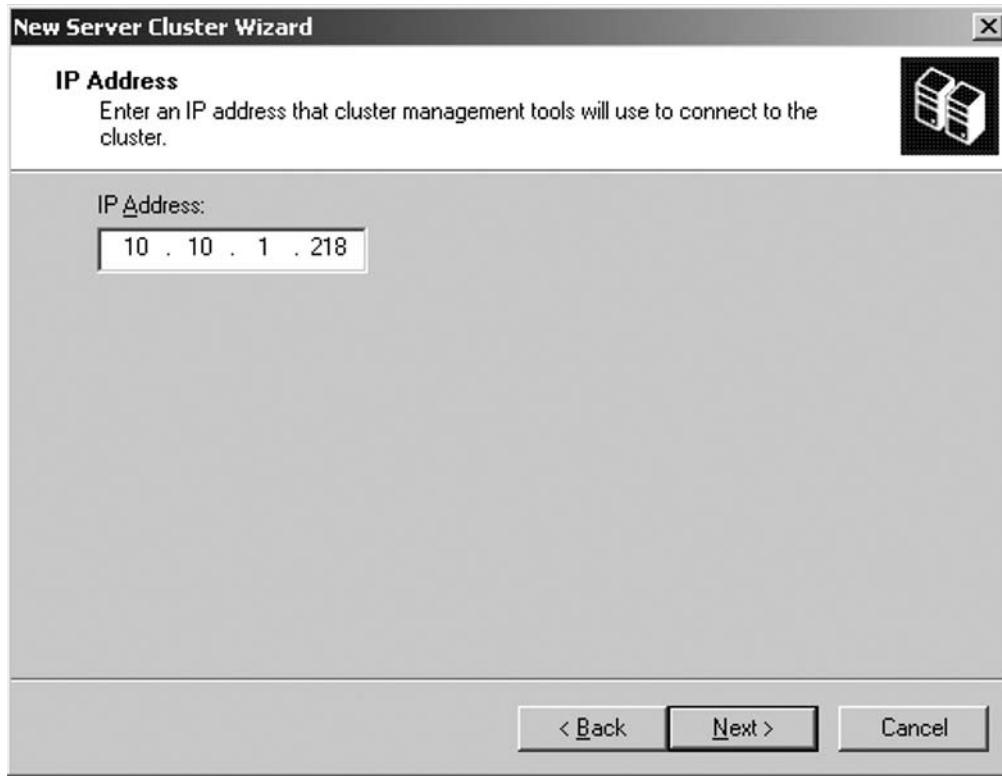 New Server Cluster Wizard
IP Address
Enter an IP address that cluster management tools will use to connect to the
cluster.
IP Address:
10 . 10 . 1 . 218
< Back Next > Cancel